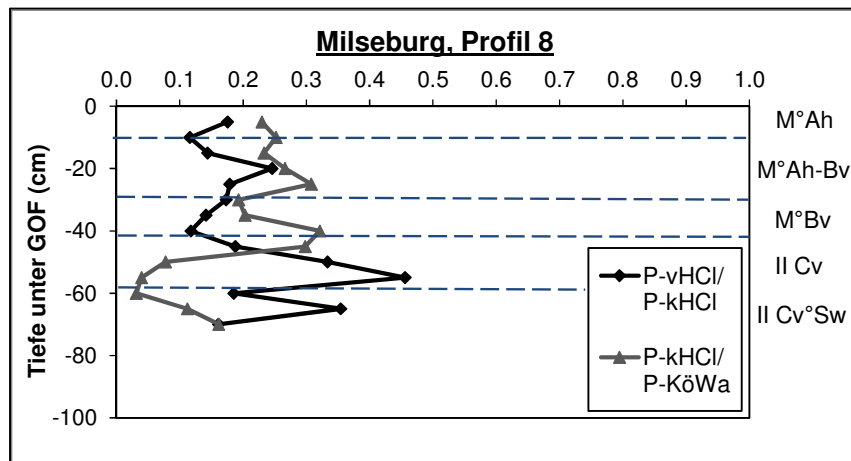 Milseburg, Profil 8
0.0 0.1 0.2 0.3 0.4 0.5 0.6 0.7 0.8 0.9 1.0
Tiefe unter GOF (cm)
0
-20
-40
-60
-80
-100
M°Ah
M°Ah-Bv
M°Bv
II Cv
II Cv°Sw
P-vHCl/
P-kHCl
P-kHCl/
P-KöWa